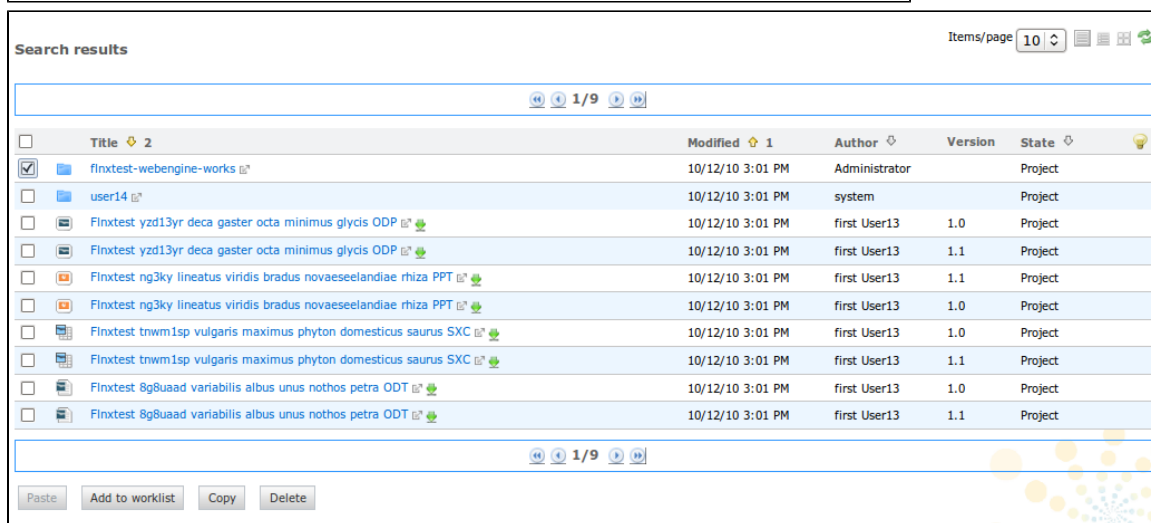 Search results
Items/page 10
1/9
Title 2 Modified 1 Author Version State
flnxtest-webengine-works 10/12/10 3:01 PM Administrator Project
user14 10/12/10 3:01 PM system Project
Flnxtest yzd13yr deca gaster octa minimus glycis ODP 10/12/10 3:01 PM first User13 1.0 Project
Flnxtest yzd13yr deca gaster octa minimus glycis ODP 10/12/10 3:01 PM first User13 1.1 Project
Flnxtest ng3ky lineatus viridis bradus novaeseelandiae rhiza PPT 10/12/10 3:01 PM first User13 1.1 Project
Flnxtest ng3ky lineatus viridis bradus novaeseelandiae rhiza PPT 10/12/10 3:01 PM first User13 1.0 Project
Flnxtest tnwm1sp vulgaris maximus phyton domesticus saurus SXC 10/12/10 3:01 PM first User13 1.0 Project
Flnxtest tnwm1sp vulgaris maximus phyton domesticus saurus SXC 10/12/10 3:01 PM first User13 1.1 Project
Flnxtest 8g8uaad variabilis albus unus nothos petra ODT 10/12/10 3:01 PM first User13 1.0 Project
Flnxtest 8g8uaad variabilis albus unus nothos petra ODT 10/12/10 3:01 PM first User13 1.1 Project
1/9
Paste Add to worklist Copy Delete